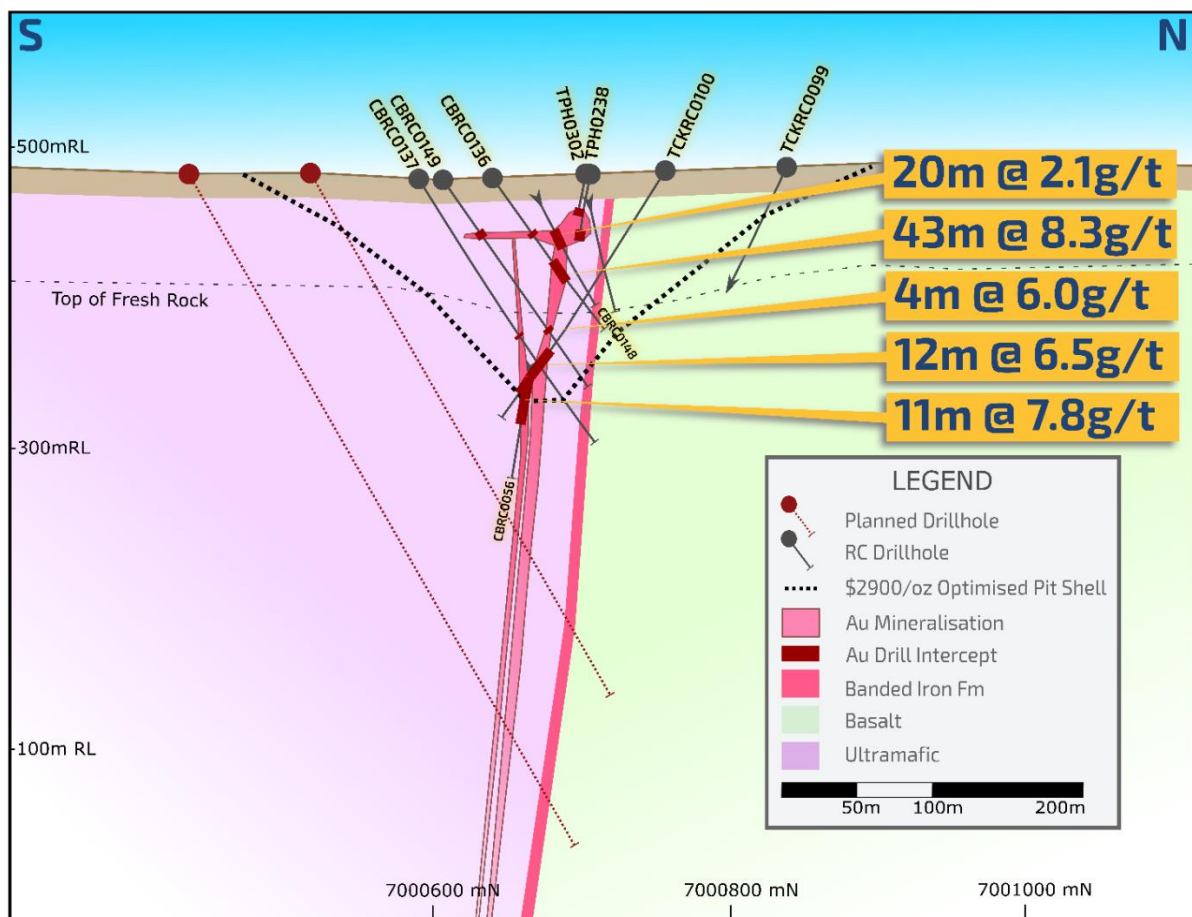 S
N
500mRL
CBRC0137
CBRC0149
CBRC0136
TPH0302
TPH0238
TCKRC0100
TCKRC0099
20m @ 2.1g/t
43m @ 8.3g/t
Top of Fresh Rock
4m @ 6.0g/t
CBRC0148
12m @ 6.5g/t
11m @ 7.8g/t
300mRL
CBRC0056
LEGEND
Planned Drillhole
RC Drillhole
$2900/oz Optimised Pit Shell
Au Mineralisation
Au Drill Intercept
Banded Iron Fm
Basalt
Ultramafic
50m 100m 200m
100m RL
7000600 mN 7000800 mN 7001000 mN